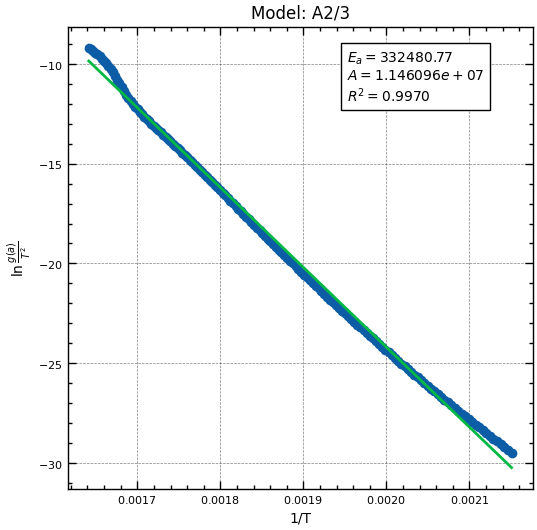 Model: A2/3
E_a = 332480.77
A = 1.146096e + 07
R² = 0.9970
−10
−15
−20
−25
−30
ln g(a)/T²
0.0017 0.0018 0.0019 0.0020 0.0021
1/T